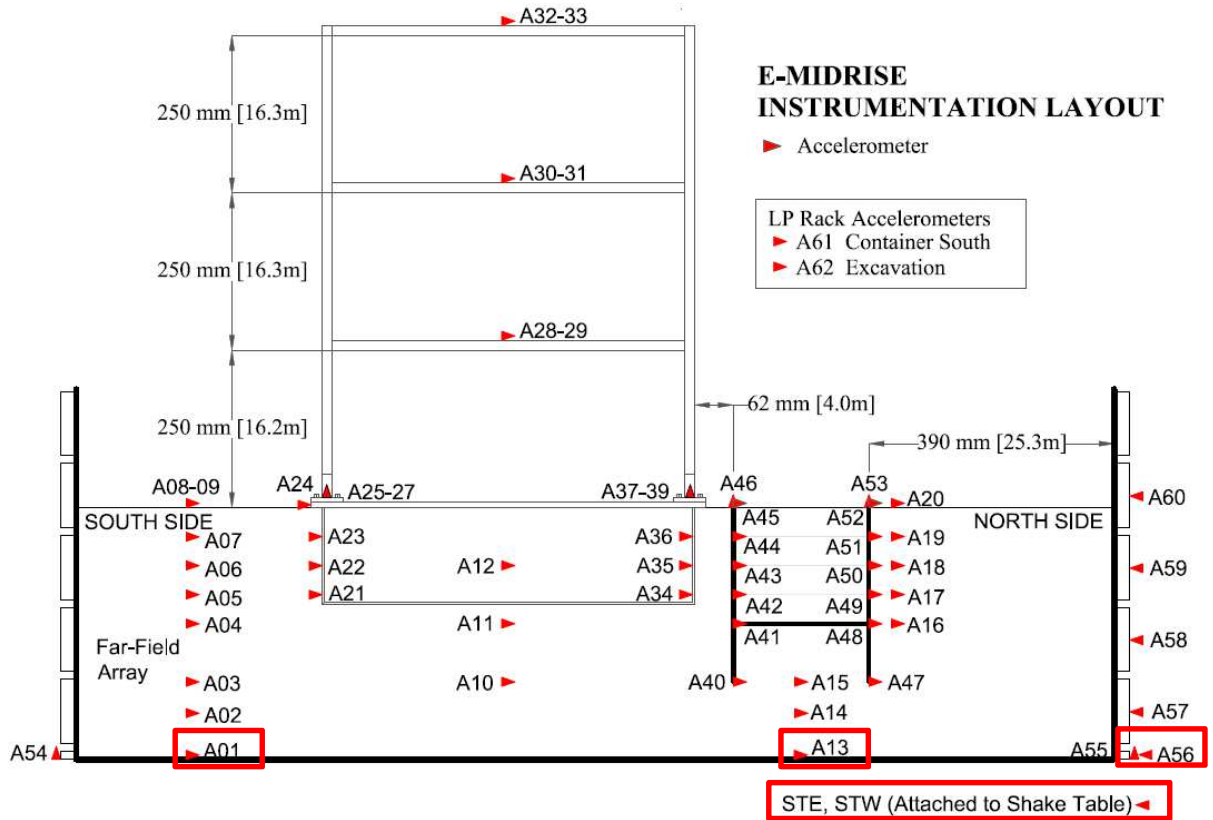 A32-33
E-MIDRISE
INSTRUMENTATION LAYOUT
Accelerometer
250 mm [16.3m]
A30-31
LP Rack Accelerometers
A61 Container South
A62 Excavation
250 mm [16.3m]
A28-29
62 mm [4.0m]
250 mm [16.2m]
390 mm [25.3m]
A08-09
A24
A25-27
A37-39
A46
A53
A20
A60
SOUTH SIDE
A45
A52
NORTH SIDE
A07
A23
A36
A44
A51
A19
A06
A22
A12
A35
A43
A50
A18
A59
A05
A21
A34
A42
A49
A17
A04
A11
A41
A48
A16
A58
Far-Field
Array
A03
A10
A40
A15
A47
A02
A14
A57
A54
A01
A13
A55
A56
STE, STW (Attached to Shake Table)